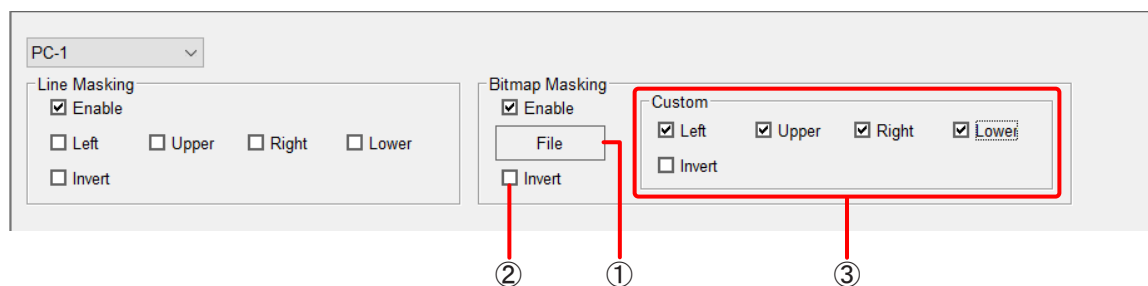 PC-1
Line Masking
Enable
Left Upper Right Lower
Invert
Bitmap Masking
Enable
File
Invert
Custom
Left Upper Right Lower
Invert
② ① ③